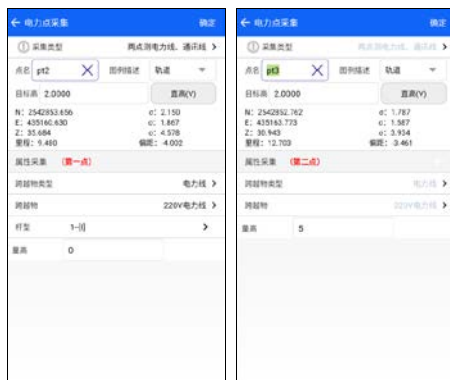 电力点采集 确定
采集类型 两点测电力线、通讯线
点名 pt2 图例描述 轨道
目标高 2.0000 直高(V)
N: 2542853.656 σ: 2.150
E: 435160.630 σ: 1.867
Z: 35.684 σ: 4.578
里程: 9.460 偏距: -4.002
属性采集 (第一点)
跨越物类型 电力线
跨越物 220V电力线
杆型
量高 0
电力点采集 确定
采集类型 两点测电力线、通讯线
点名 pt3 图例描述 轨道
目标高 2.0000 直高(V)
N: 2542852.762 σ: 1.787
E: 435163.773 σ: 1.587
Z: 30.943 σ: 3.934
里程: 12.703 偏距: -3.461
属性采集 (第二点)
跨越物类型 电力线
跨越物 220V电力线
量高 5